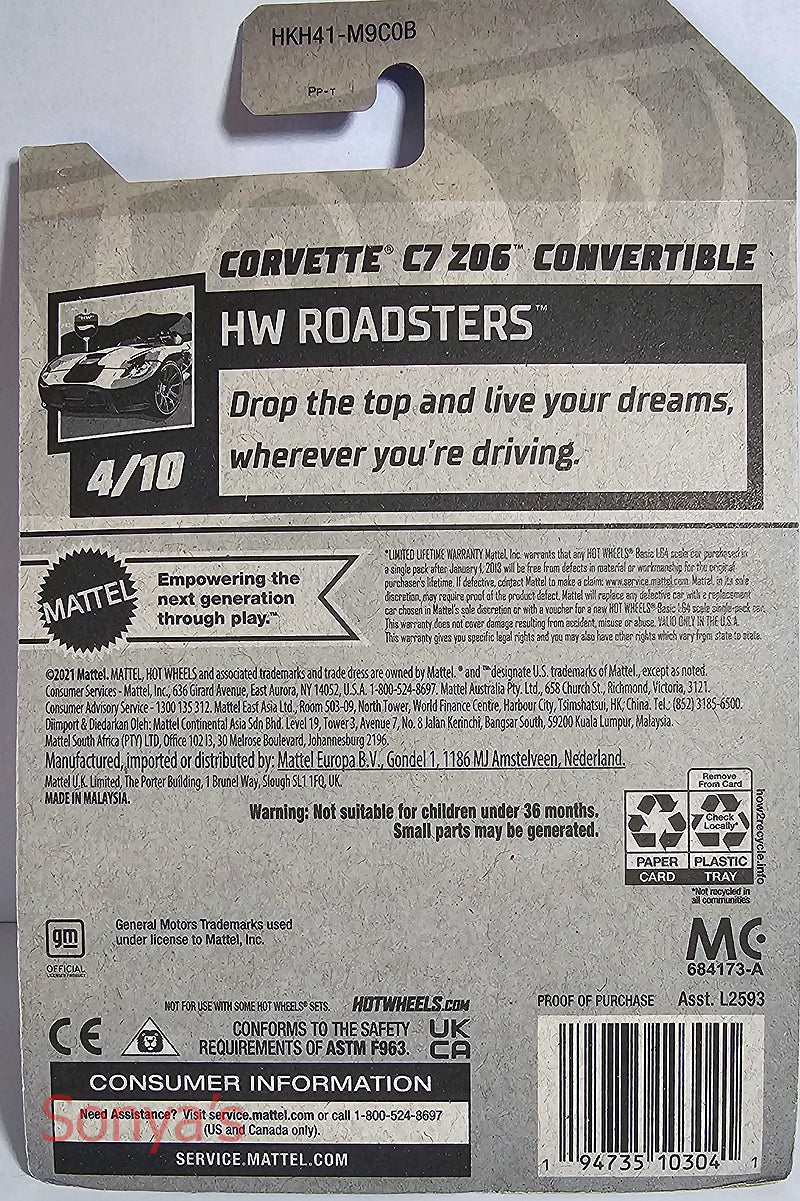 HKH41-M9C0B
PP-T
CORVETTE® C7 Z06™ CONVERTIBLE
HW ROADSTERS™
"HW"
Drop the top and live your dreams,
wherever you're driving.
4/10
MATTEL
Empowering the
next generation
through play.™
*LIMITED LIFETIME WARRANTY Mattel, Inc. warrants that any HOT WHEELS® Basic 1:64 scale car purchased in
a single pack after January 1, 2013 will be free from defects in material or workmanship for the original
purchaser's lifetime. If defective, contact Mattel to make a claim: www.service.mattel.com. Mattel, in its sole
discretion, may require proof of the product defect. Mattel will replace any defective car with a replacement
car chosen in Mattel's sole discretion or with a voucher for a new HOT WHEELS® Basic 1:64 scale single-pack car.
This warranty does not cover damage resulting from accident, misuse or abuse. VALID ONLY IN THE U.S.A.
This warranty gives you specific legal rights and you may also have other rights which vary from state to state.
©2021 Mattel. MATTEL, HOT WHEELS and associated trademarks and trade dress are owned by Mattel. ® and ™ designate U.S. trademarks of Mattel, except as noted.
Consumer Services - Mattel, Inc., 636 Girard Avenue, East Aurora, NY 14052, U.S.A. 1-800-524-8697. Mattel Australia Pty. Ltd., 658 Church St., Richmond, Victoria, 3121.
Consumer Advisory Service - 1300 135 312. Mattel East Asia Ltd., Room 503-09, North Tower, World Finance Centre, Harbour City, Tsimshatsui, HK, China. Tel.: (852) 3185-6500.
Diimport & Diedarkan Oleh: Mattel Continental Asia Sdn Bhd. Level 19, Tower 3, Avenue 7, No. 8 Jalan Kerinchi, Bangsar South, 59200 Kuala Lumpur, Malaysia.
Mattel South Africa (PTY) LTD, Office 102 I3, 30 Melrose Boulevard, Johannesburg 2196.
Manufactured, imported or distributed by: Mattel Europa B.V., Gondel 1, 1186 MJ Amstelveen, Nederland.
Mattel U.K. Limited, The Porter Building, 1 Brunel Way, Slough SL1 1FQ, UK.
MADE IN MALAYSIA.
Warning: Not suitable for children under 36 months.
Small parts may be generated.
Remove
From Card
Check
Locally*
PAPER
PLASTIC
CARD
TRAY
how2recycle.info
*Not recycled in
all communities
gm
OFFICIAL
LICENSED PRODUCT
General Motors Trademarks used
under license to Mattel, Inc.
MC
684173-A
NOT FOR USE WITH SOME HOT WHEELS® SETS.
HOTWHEELS.COM
PROOF OF PURCHASE Asst. L2593
CE
CONFORMS TO THE SAFETY
REQUIREMENTS OF ASTM F963.
UK
CA
CONSUMER INFORMATION
Need Assistance? Visit service.mattel.com or call 1-800-524-8697
(US and Canada only).
SERVICE.MATTEL.COM
Sonya's
1 94735 10304 1